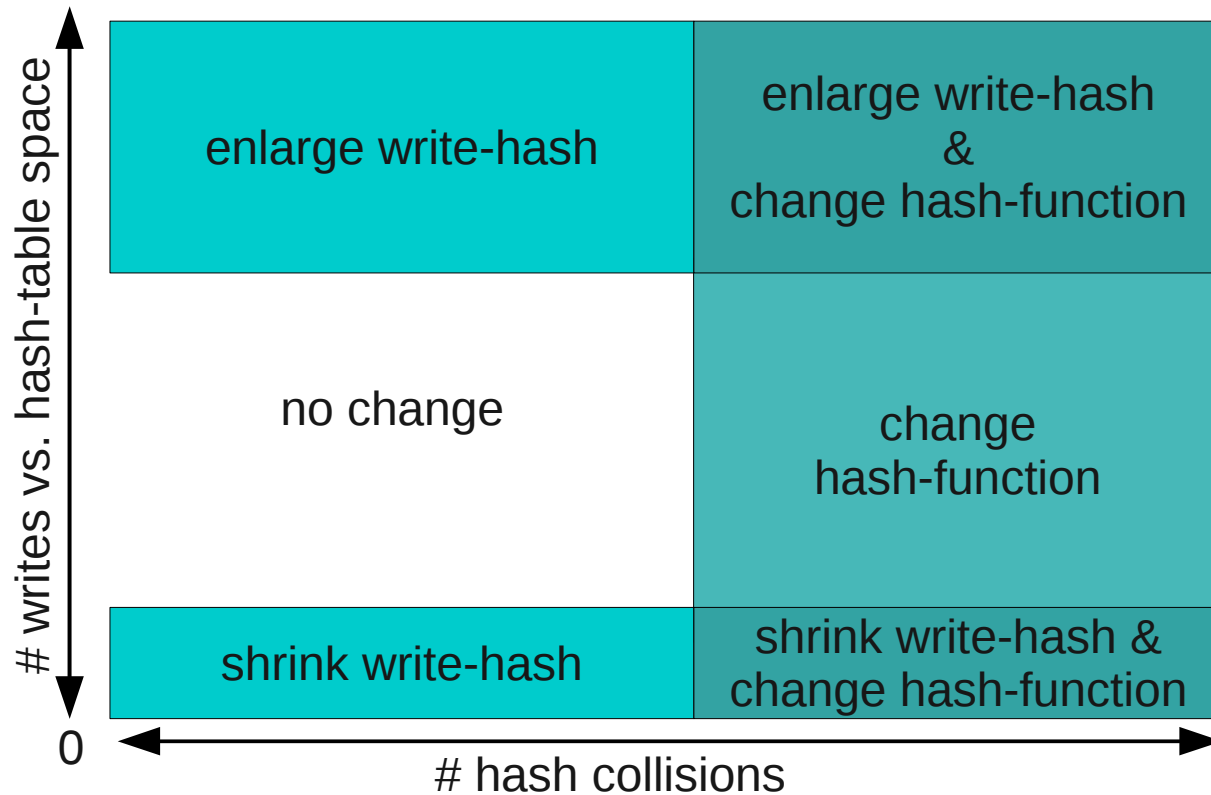 # writes vs. hash-table space
enlarge write-hash
enlarge write-hash
&
change hash-function
no change
change
hash-function
shrink write-hash
shrink write-hash &
change hash-function
0
# hash collisions